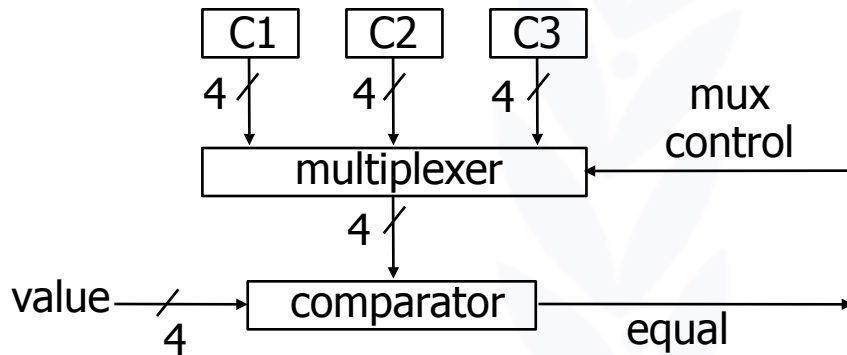 C1 C2 C3
4 4 4
mux
control
multiplexer
4
value
comparator
4
equal